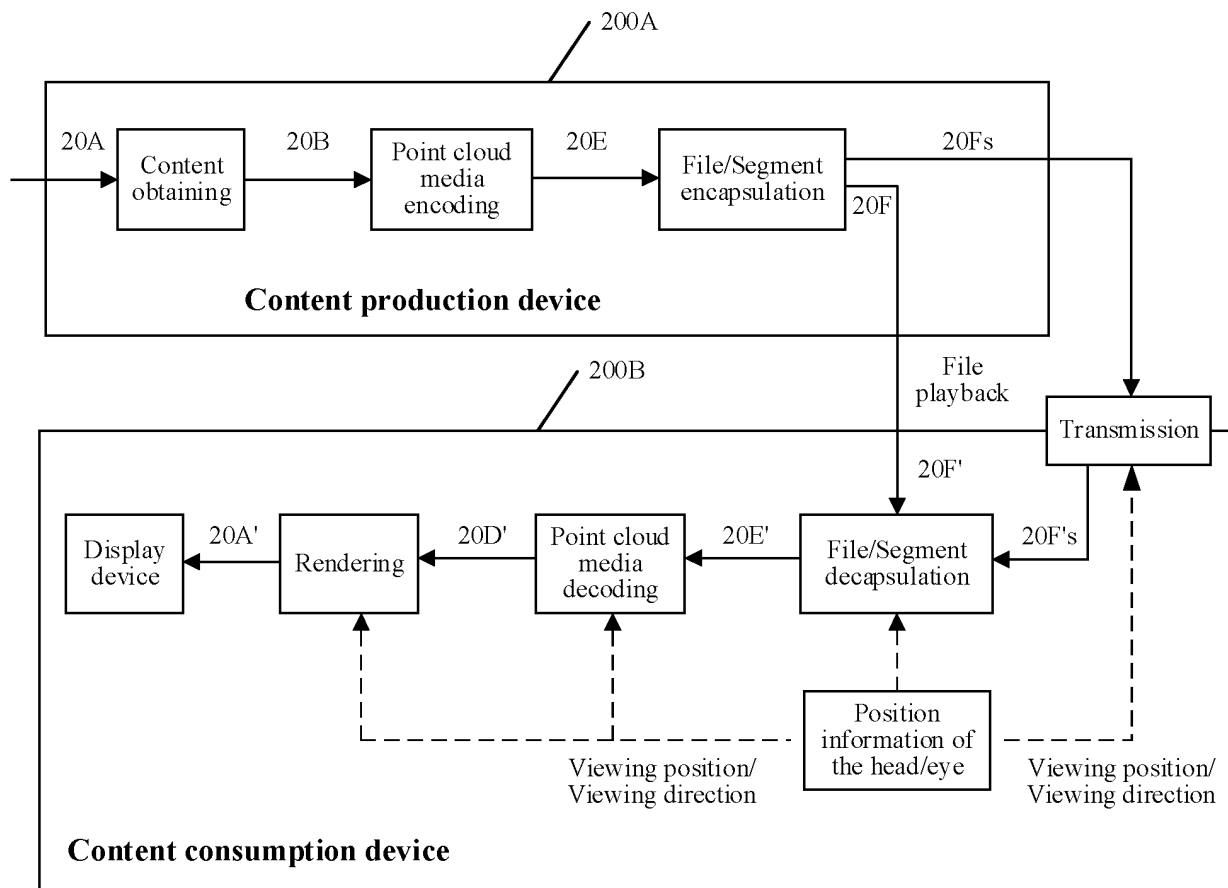 200A
20A
Content
obtaining
20B
Point cloud
media
encoding
20E
File/Segment
encapsulation
20Fs
20F
Content production device
200B
File
playback
Transmission
20F'
Display
device
20A'
Rendering
20D'
Point cloud
media
decoding
20E'
File/Segment
decapsulation
20F's
Position
information of
the head/eye
Viewing position/
Viewing direction
Viewing position/
Viewing direction
Content consumption device